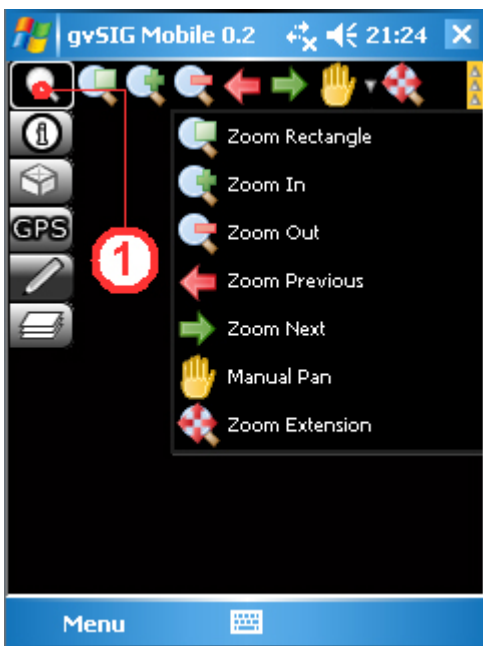 gvSIG Mobile 0.2 21:24
Zoom Rectangle
Zoom In
GPS
Zoom Out
1
Zoom Previous
Zoom Next
Manual Pan
Zoom Extension
Menu